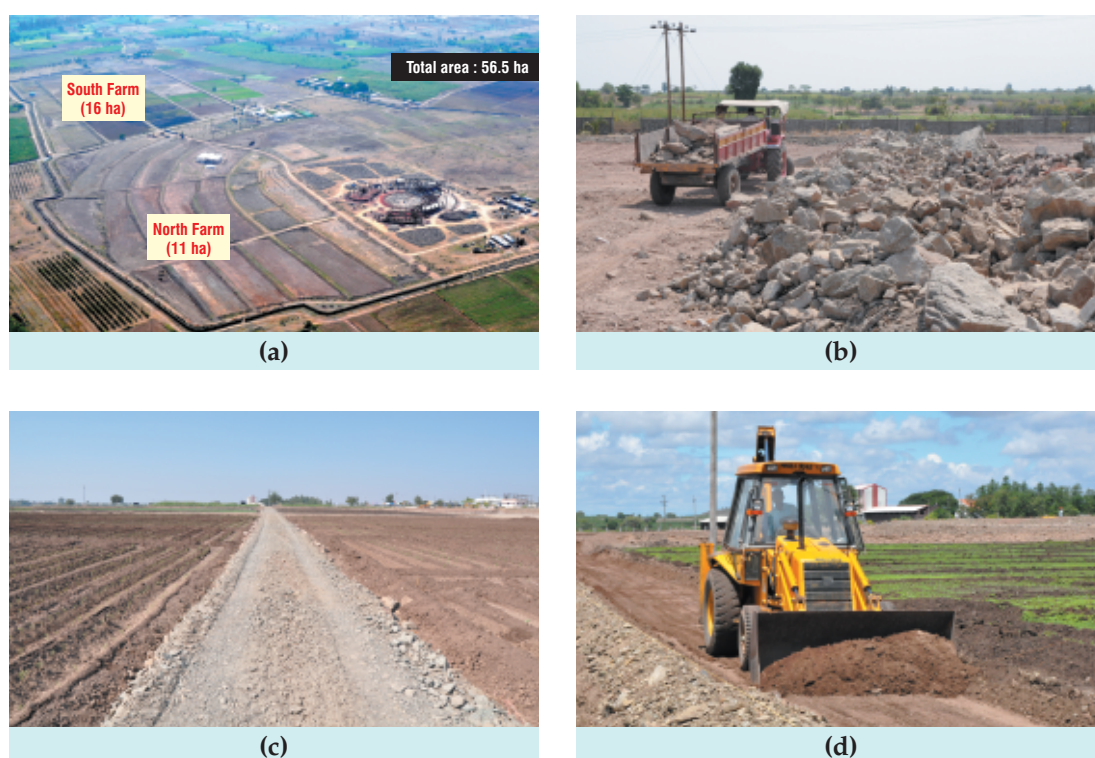 Total area : 56.5 ha
South Farm
(16 ha)
North Farm
(11 ha)
(a)
(b)
(c)
(d)